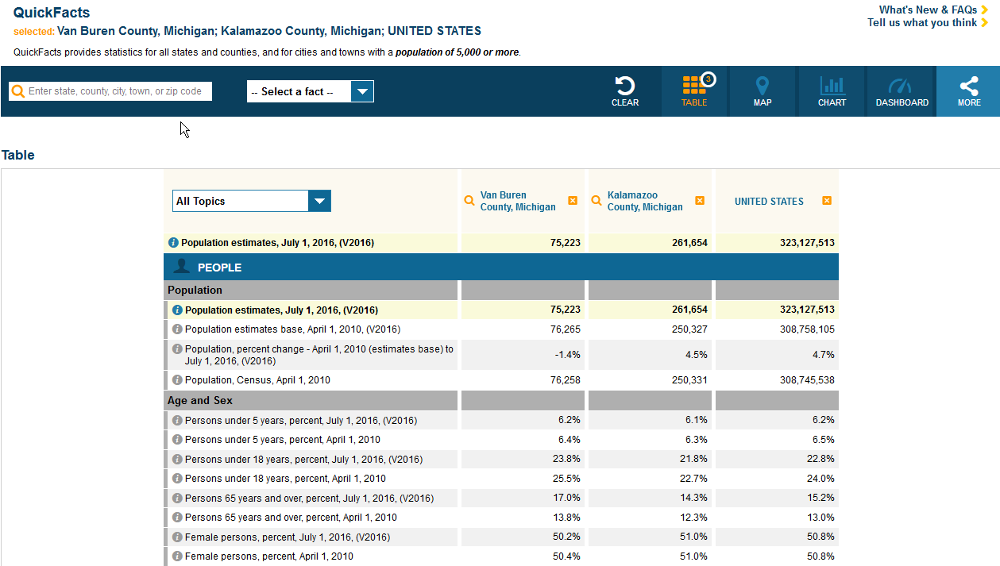 QuickFacts
What's New & FAQs
selected: Van Buren County, Michigan; Kalamazoo County, Michigan; UNITED STATES
Tell us what you think
QuickFacts provides statistics for all states and counties, and for cities and towns with a population of 5,000 or more.
Enter state, county, city, town, or zip code
-- Select a fact --
CLEAR
3
TABLE
MAP
CHART
DASHBOARD
MORE
Table
All Topics
Van Buren County, Michigan
Kalamazoo County, Michigan
UNITED STATES
Population estimates, July 1, 2016, (V2016) 75,223 261,654 323,127,513
PEOPLE
Population
Population estimates, July 1, 2016, (V2016) 75,223 261,654 323,127,513
Population estimates base, April 1, 2010, (V2016) 76,265 250,327 308,758,105
Population, percent change - April 1, 2010 (estimates base) to
July 1, 2016, (V2016) -1.4% 4.5% 4.7%
Population, Census, April 1, 2010 76,258 250,331 308,745,538
Age and Sex
Persons under 5 years, percent, July 1, 2016, (V2016) 6.2% 6.1% 6.2%
Persons under 5 years, percent, April 1, 2010 6.4% 6.3% 6.5%
Persons under 18 years, percent, July 1, 2016, (V2016) 23.8% 21.8% 22.8%
Persons under 18 years, percent, April 1, 2010 25.5% 22.7% 24.0%
Persons 65 years and over, percent, July 1, 2016, (V2016) 17.0% 14.3% 15.2%
Persons 65 years and over, percent, April 1, 2010 13.8% 12.3% 13.0%
Female persons, percent, July 1, 2016, (V2016) 50.2% 51.0% 50.8%
Female persons, percent, April 1, 2010 50.4% 51.0% 50.8%